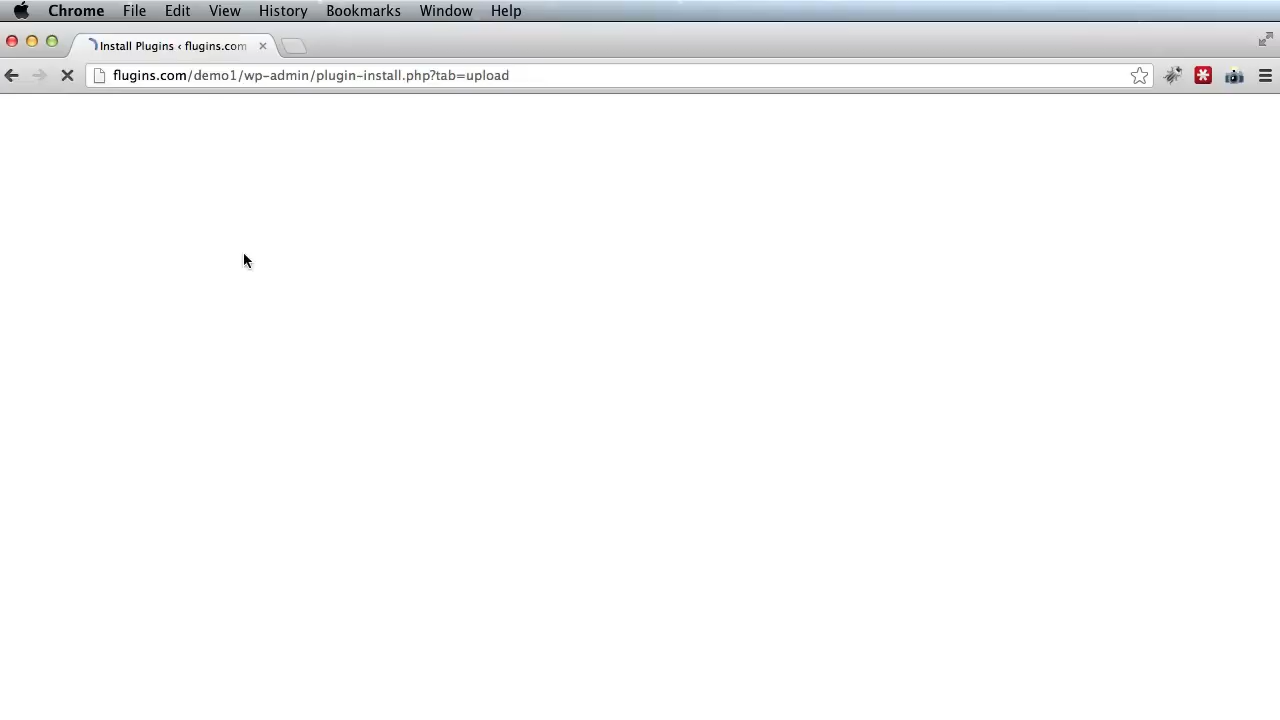 Chrome File Edit View History Bookmarks Window Help
Install Plugins ‹ flugins.com
flugins.com/demo1/wp-admin/plugin-install.php?tab=upload